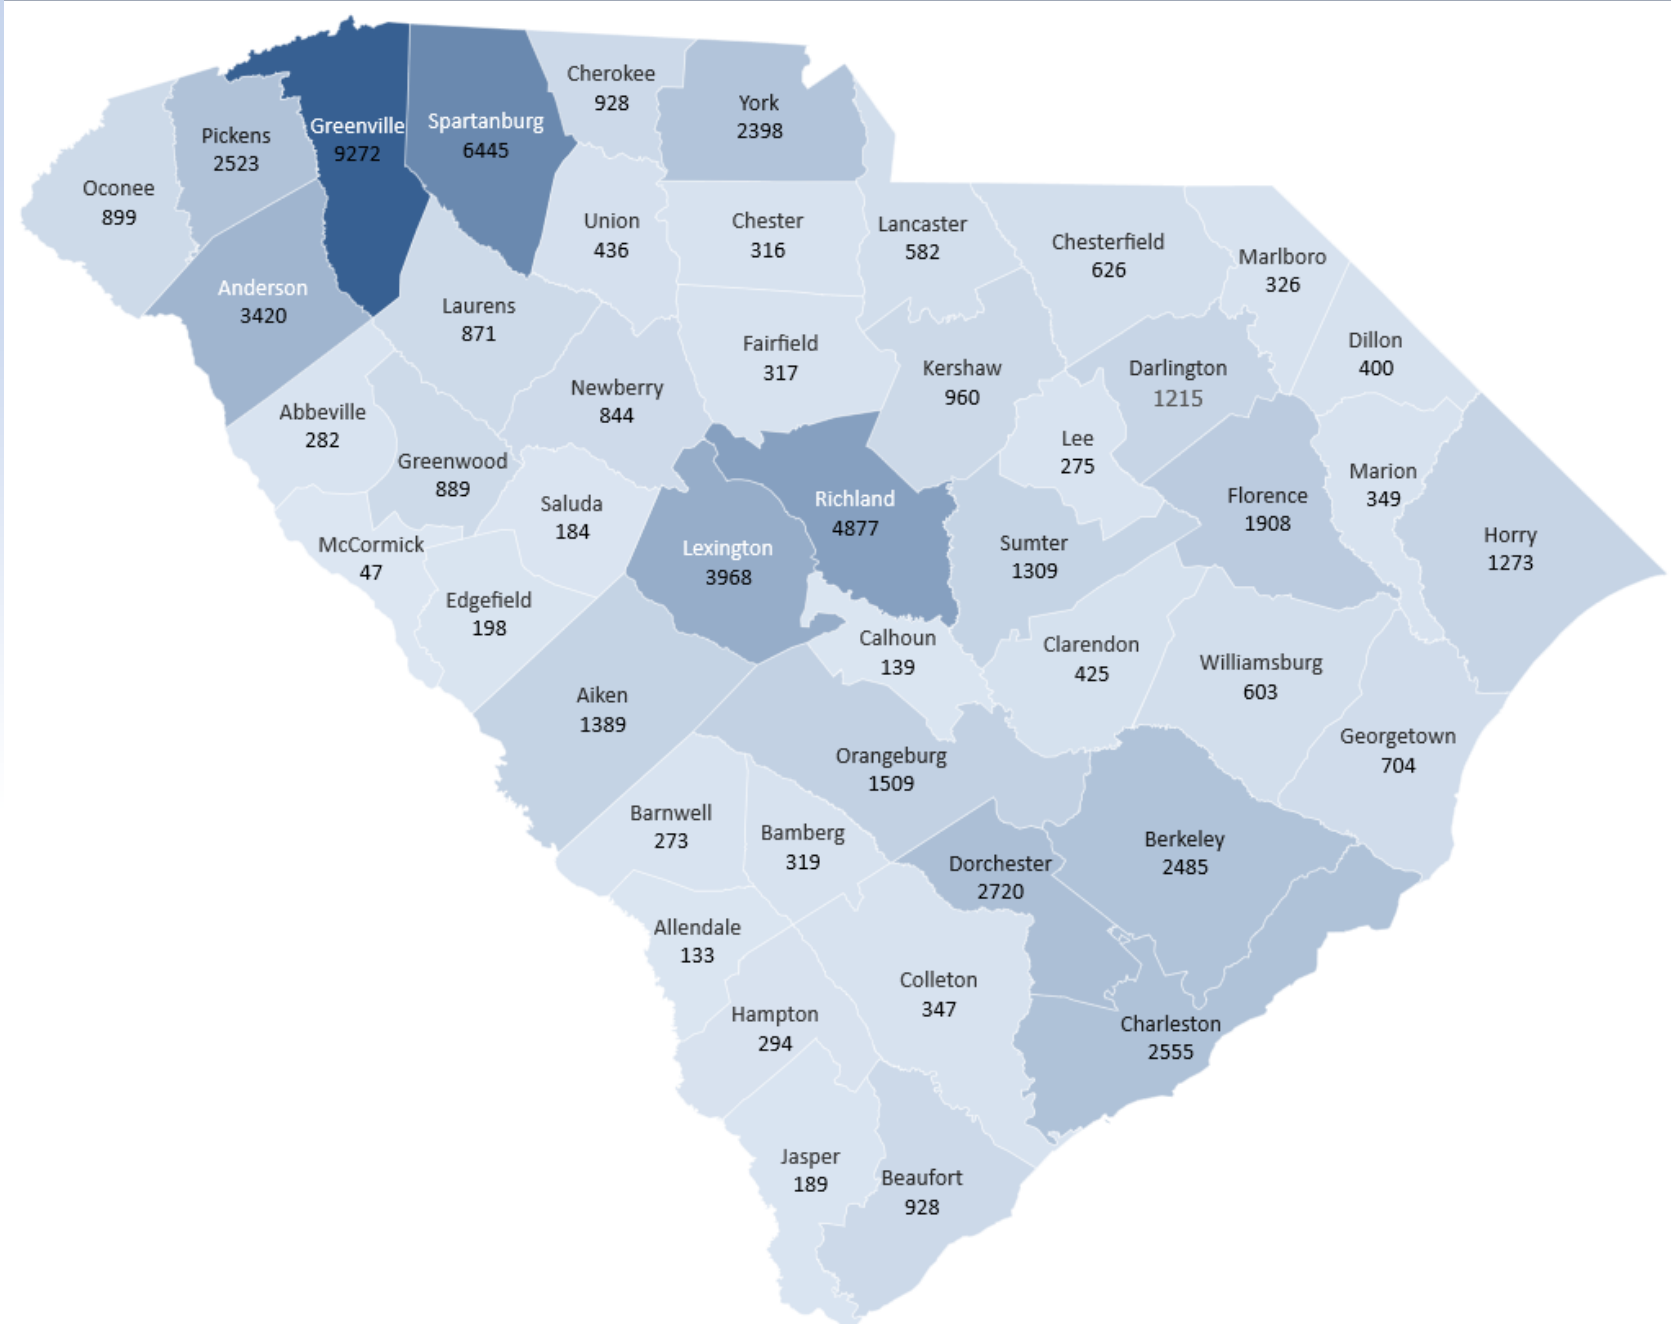 Cherokee
928
York
2398
Greenville
9272
Spartanburg
6445
Pickens
2523
Oconee
899
Union
436
Chester
316
Lancaster
582
Chesterfield
626
Marlboro
326
Anderson
3420
Laurens
871
Fairfield
317
Dillon
400
Kershaw
960
Darlington
1215
Newberry
844
Abbeville
282
Lee
275
Greenwood
889
Marion
349
Saluda
184
Richland
4877
Florence
1908
McCormick
47
Lexington
3968
Sumter
1309
Horry
1273
Edgefield
198
Calhoun
139
Clarendon
425
Williamsburg
603
Aiken
1389
Georgetown
704
Orangeburg
1509
Barnwell
273
Bamberg
319
Berkeley
2485
Dorchester
2720
Allendale
133
Colleton
347
Hampton
294
Charleston
2555
Jasper
189
Beaufort
928